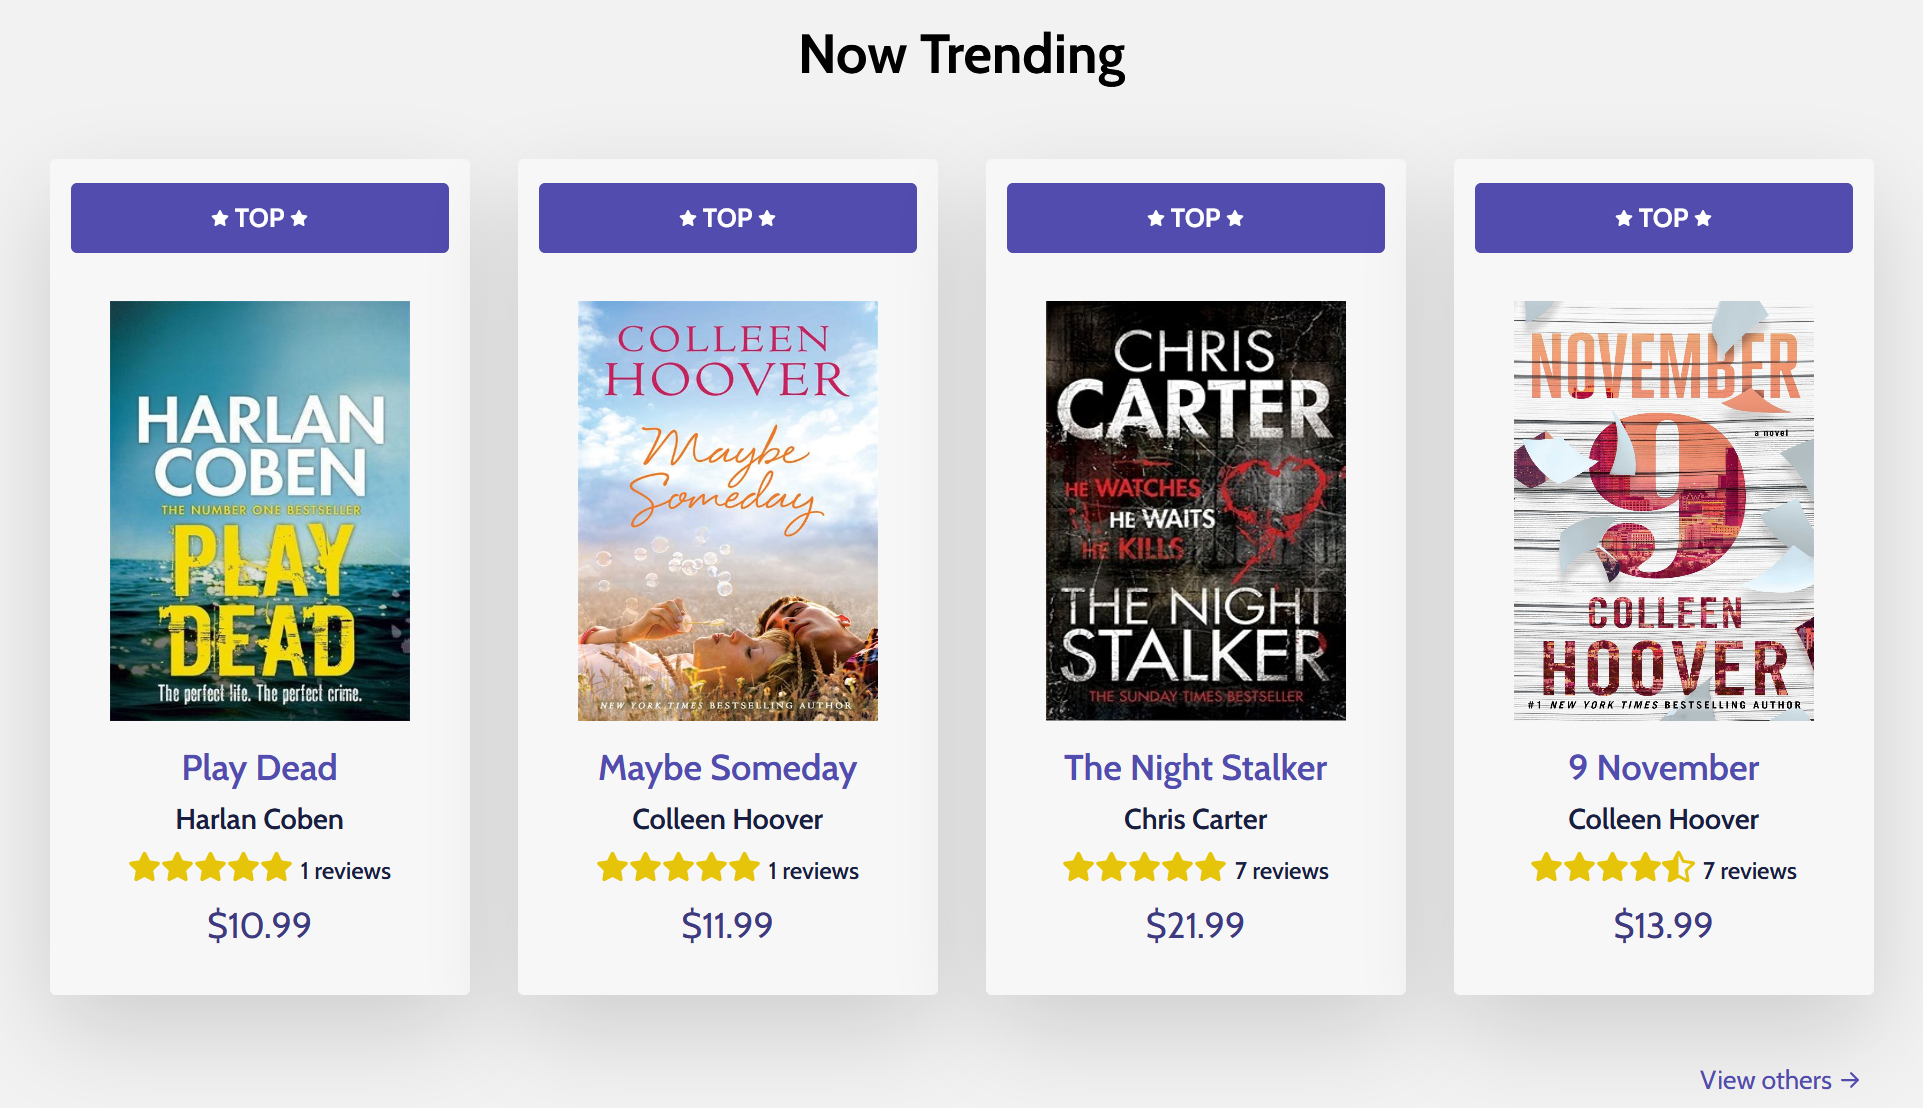 Now Trending
★ TOP ★
HARLAN
COBEN
THE NUMBER ONE BESTSELLER
PLAY
DEAD
The perfect life. The perfect crime.
Play Dead
Harlan Coben
1 reviews
$10.99
★ TOP ★
COLLEEN
HOOVER
Maybe
Someday
NEW YORK TIMES BESTSELLING AUTHOR
Maybe Someday
Colleen Hoover
1 reviews
$11.99
★ TOP ★
CHRIS
CARTER
HE WATCHES
HE WAITS
HE KILLS
THE NIGHT
STALKER
THE SUNDAY TIMES BESTSELLER
The Night Stalker
Chris Carter
7 reviews
$21.99
★ TOP ★
NOVEMBER
9
a novel
COLLEEN
HOOVER
#1 NEW YORK TIMES BESTSELLING AUTHOR
9 November
Colleen Hoover
7 reviews
$13.99
View others →